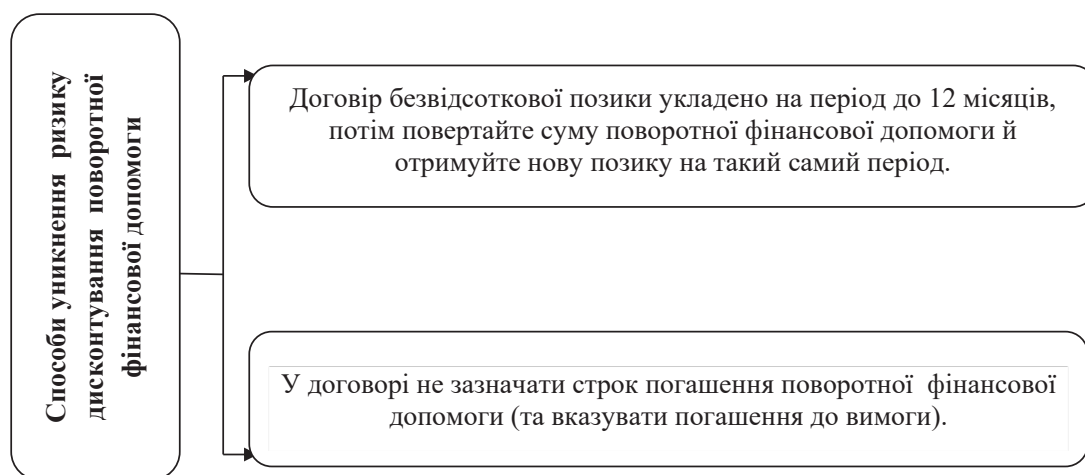 Способи уникнення ризику
дисконтування поворотної
фінансової допомоги
Договір безвідсоткової позики укладено на період до 12 місяців,
потім повертайте суму поворотної фінансової допомоги й
отримуйте нову позику на такий самий період.
У договорі не зазначати строк погашення поворотної фінансової
допомоги (та вказувати погашення до вимоги).